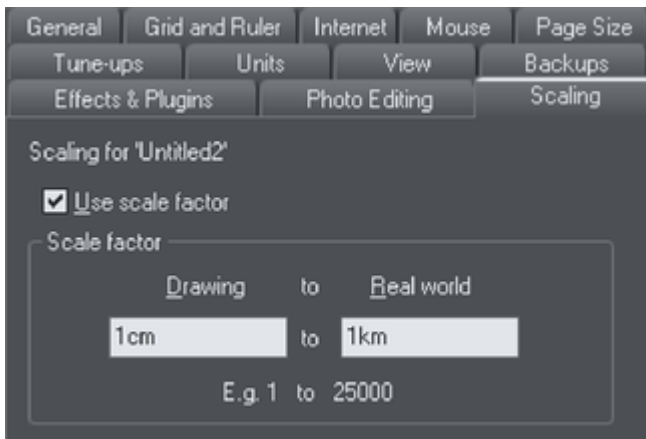 General Grid and Ruler Internet Mouse Page Size
Tune-ups Units View Backups
Effects & Plugins Photo Editing Scaling
Scaling for 'Untitled2'
Use scale factor
Scale factor
Drawing to Real world
1cm to 1km
E.g. 1 to 25000